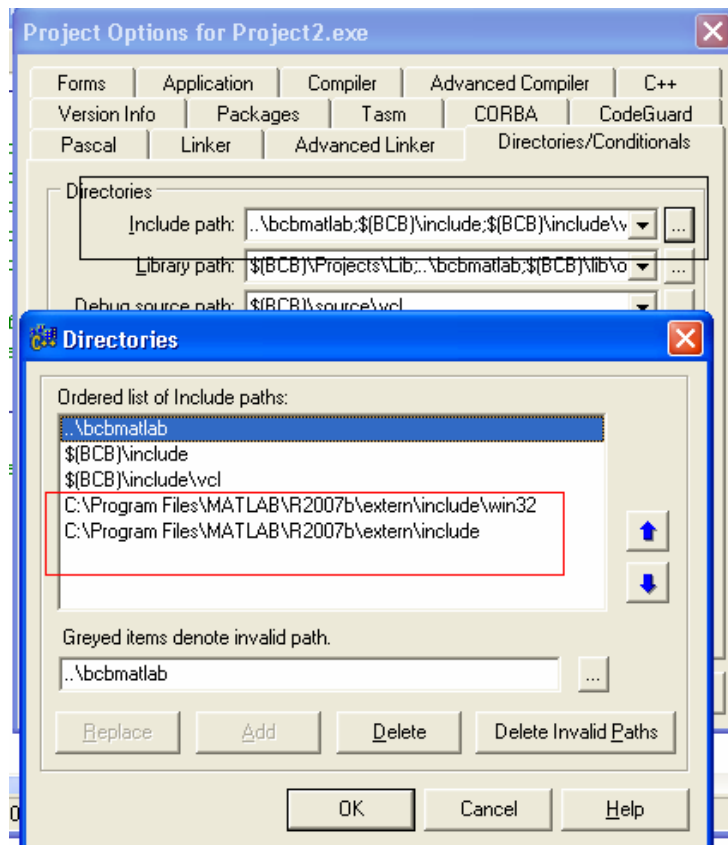 Project Options for Project2.exe
Forms Application Compiler Advanced Compiler C++
Version Info Packages Tasm CORBA CodeGuard
Pascal Linker Advanced Linker Directories/Conditionals
Directories
Include path: ..\bcbmatlab;$(BCB)\include;$(BCB)\include\v ...
Library path: $(BCB)\Projects\Lib;..\bcbmatlab;$(BCB)\lib\o ...
Debug source path: $(BCB)\source\vcl
Directories
Ordered list of Include paths:
..\bcbmatlab
$(BCB)\include
$(BCB)\include\vcl
C:\Program Files\MATLAB\R2007b\extern\include\win32
C:\Program Files\MATLAB\R2007b\extern\include
Greyed items denote invalid path.
..\bcbmatlab ...
Replace Add Delete Delete Invalid Paths
OK Cancel Help